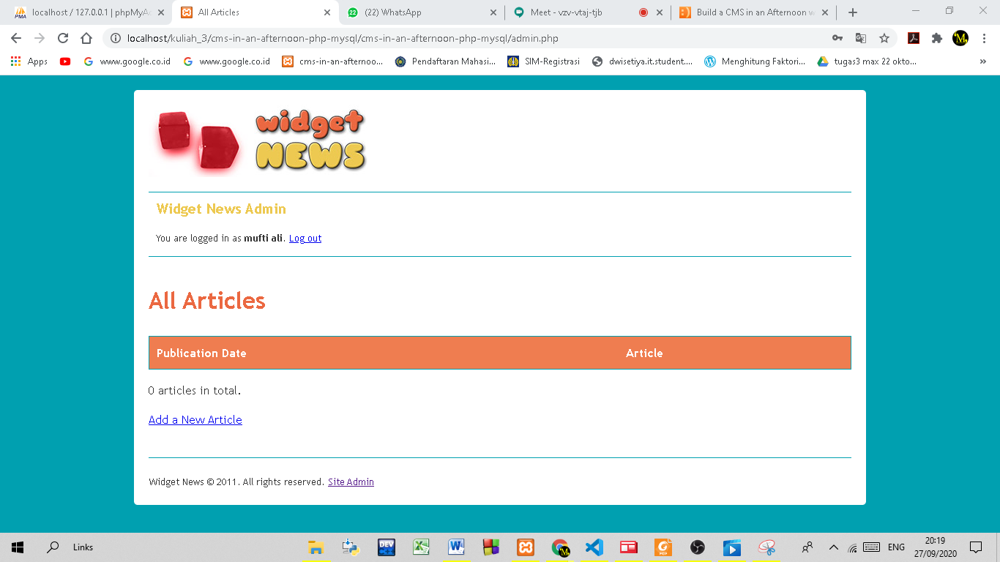 localhost / 127.0.0.1 | phpMyA
All Articles
(22) WhatsApp
Meet - vzv-vtaj-tjb
Build a CMS in an Afternoon w
localhost/kuliah_3/cms-in-an-afternoon-php-mysql/cms-in-an-afternoon-php-mysql/admin.php
Apps
www.google.co.id
www.google.co.id
cms-in-an-afternoo...
Pendaftaran Mahasi...
SIM-Registrasi
dwisetiya.it.student....
Menghitung Faktori...
tugas3 max 22 okto...
widget
NEWS
Widget News Admin
You are logged in as mufti ali. Log out
All Articles
Publication Date Article
0 articles in total.
Add a New Article
Widget News © 2011. All rights reserved. Site Admin
Links
ENG
20:19
27/09/2020